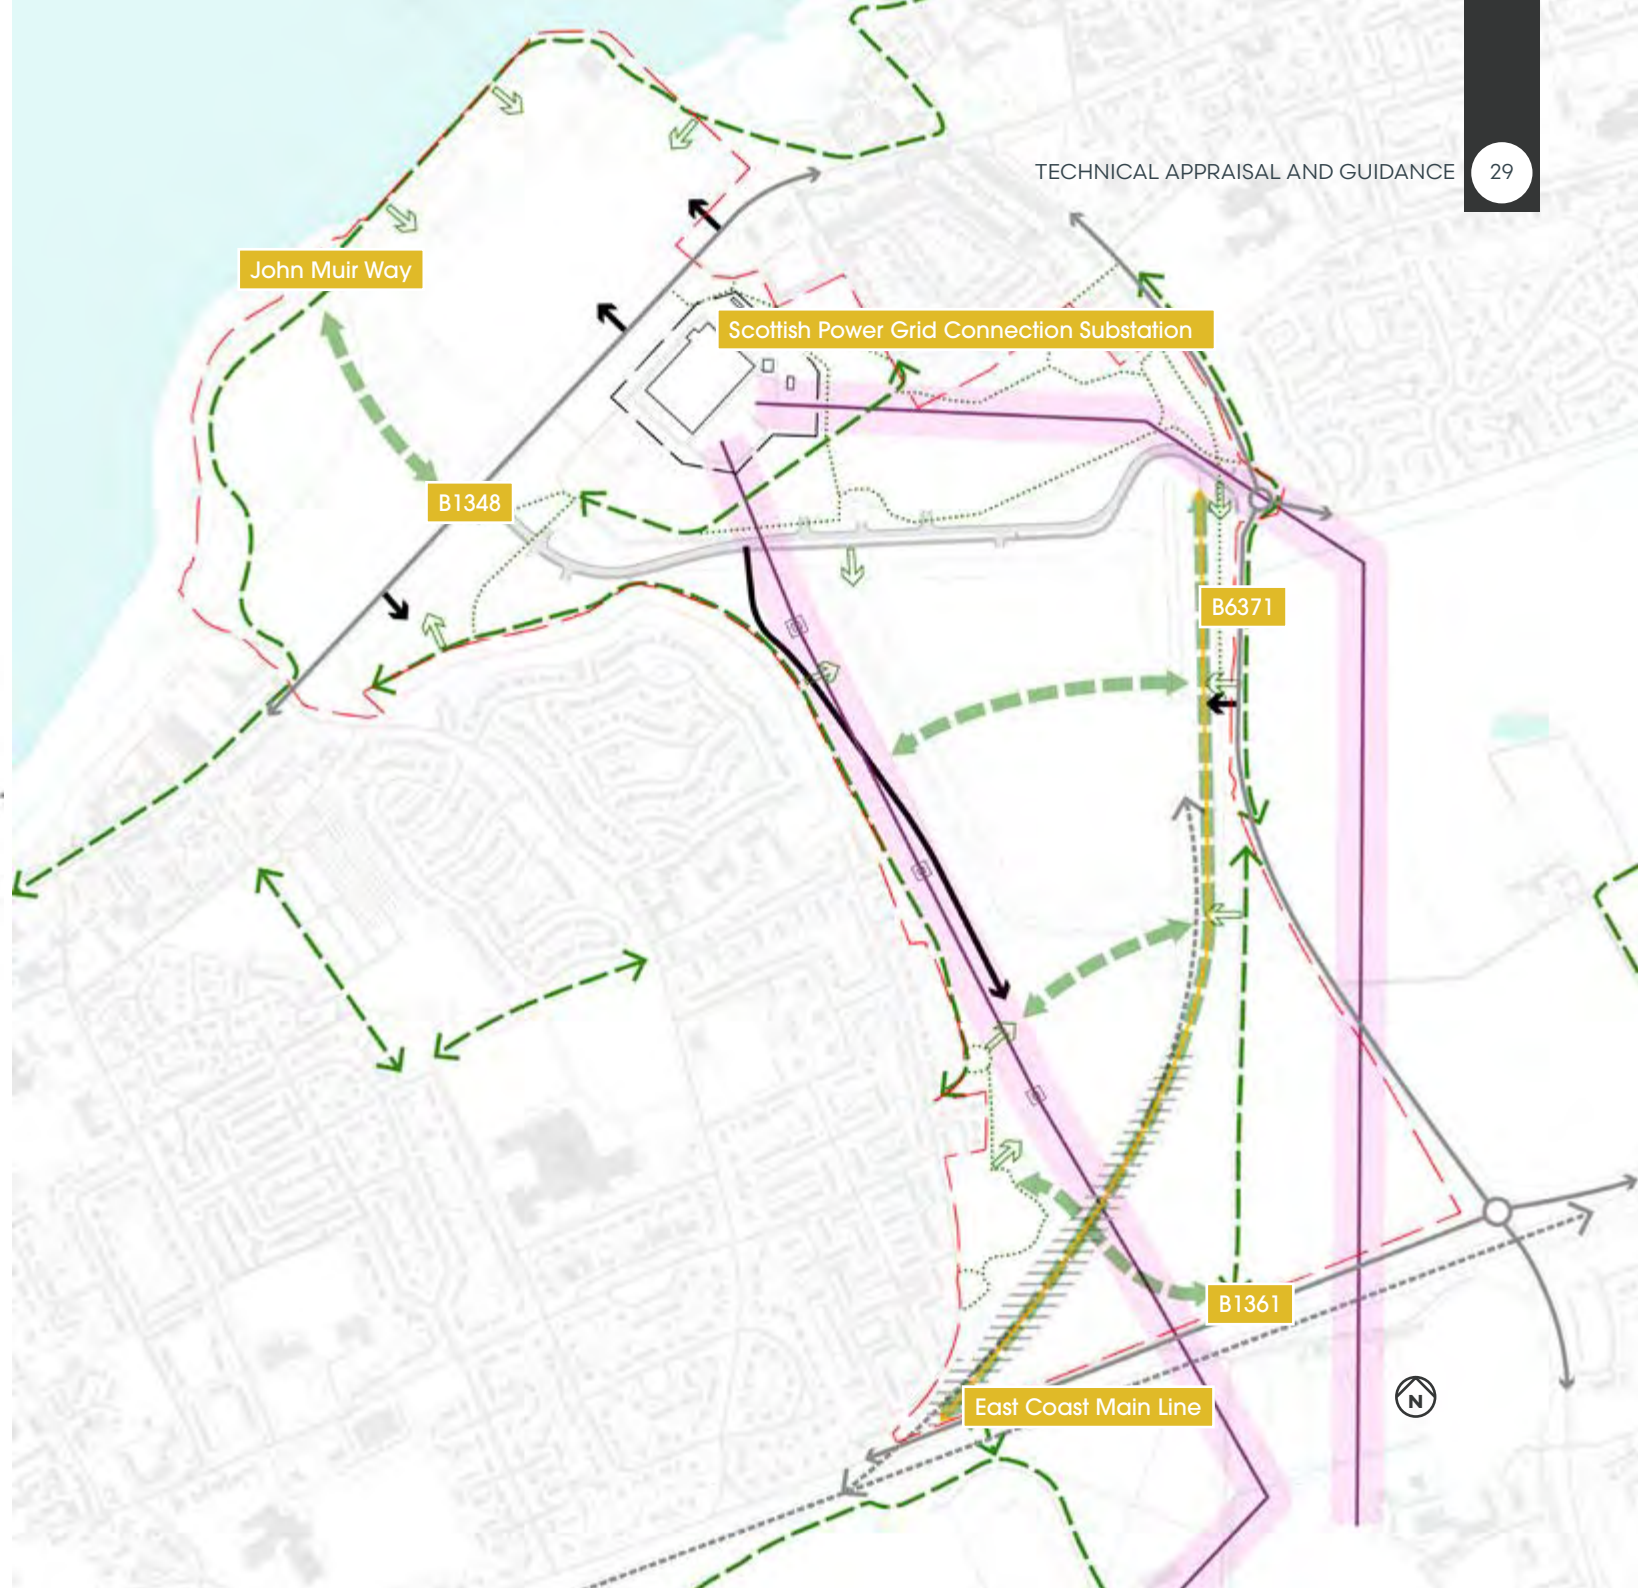 TECHNICAL APPRAISAL AND GUIDANCE
29
John Muir Way
Scottish Power Grid Connection Substation
B1348
B6371
B1361
East Coast Main Line
N